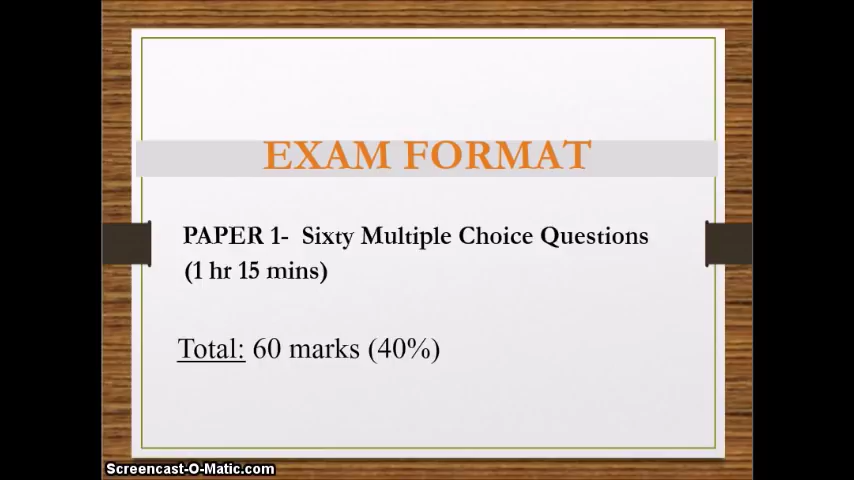 EXAM FORMAT
PAPER 1- Sixty Multiple Choice Questions
(1 hr 15 mins)
Total: 60 marks (40%)
Screencast-O-Matic.com